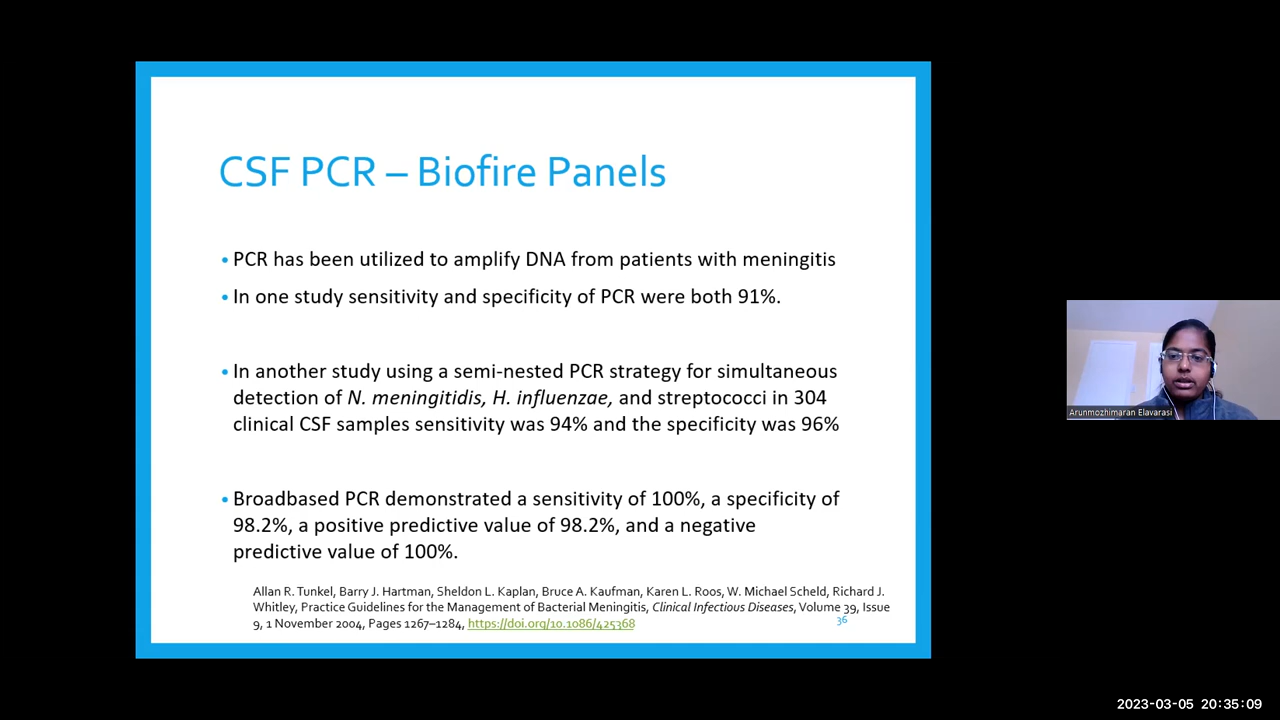 CSF PCR – Biofire Panels
• PCR has been utilized to amplify DNA from patients with meningitis
• In one study sensitivity and specificity of PCR were both 91%.
• In another study using a semi-nested PCR strategy for simultaneous
detection of N. meningitidis, H. influenzae, and streptococci in 304
clinical CSF samples sensitivity was 94% and the specificity was 96%
• Broadbased PCR demonstrated a sensitivity of 100%, a specificity of
98.2%, a positive predictive value of 98.2%, and a negative
predictive value of 100%.
Allan R. Tunkel, Barry J. Hartman, Sheldon L. Kaplan, Bruce A. Kaufman, Karen L. Roos, W. Michael Scheld, Richard J.
Whitley, Practice Guidelines for the Management of Bacterial Meningitis, Clinical Infectious Diseases, Volume 39, Issue
9, 1 November 2004, Pages 1267–1284, https://doi.org/10.1086/425368
36
Arunmozhimaran Elavarasi
2023-03-05 20:35:09